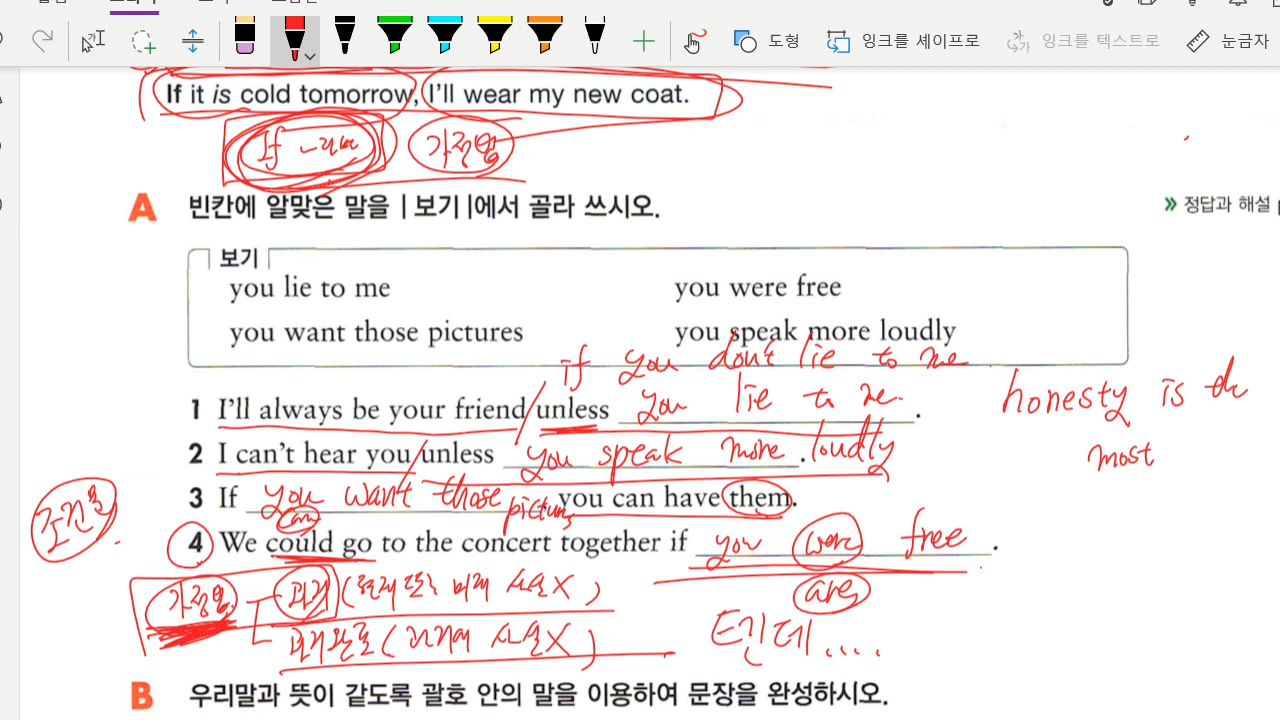 도형 잉크를 셰이프로 잉크를 텍스트로 눈금자
If it is cold tomorrow, I'll wear my new coat.
If ~라면 가정법
A 빈칸에 알맞은 말을 | 보기 |에서 골라 쓰시오.
» 정답과 해설
보기
you lie to me you were free
you want those pictures you speak more loudly
if you don't lie to me
1 I'll always be your friend / unless you lie to me.
honesty is
most
2 I can't hear you / unless you speak more loudly.
3 If you want those pictures you can have them.
조건문
can
4 We could go to the concert together if you were free.
are
가정법 과거 (현재 또는 미래 사실 X)
과거완료 (과거에 사실 X)
텐데....
B 우리말과 뜻이 같도록 괄호 안의 말을 이용하여 문장을 완성하시오.